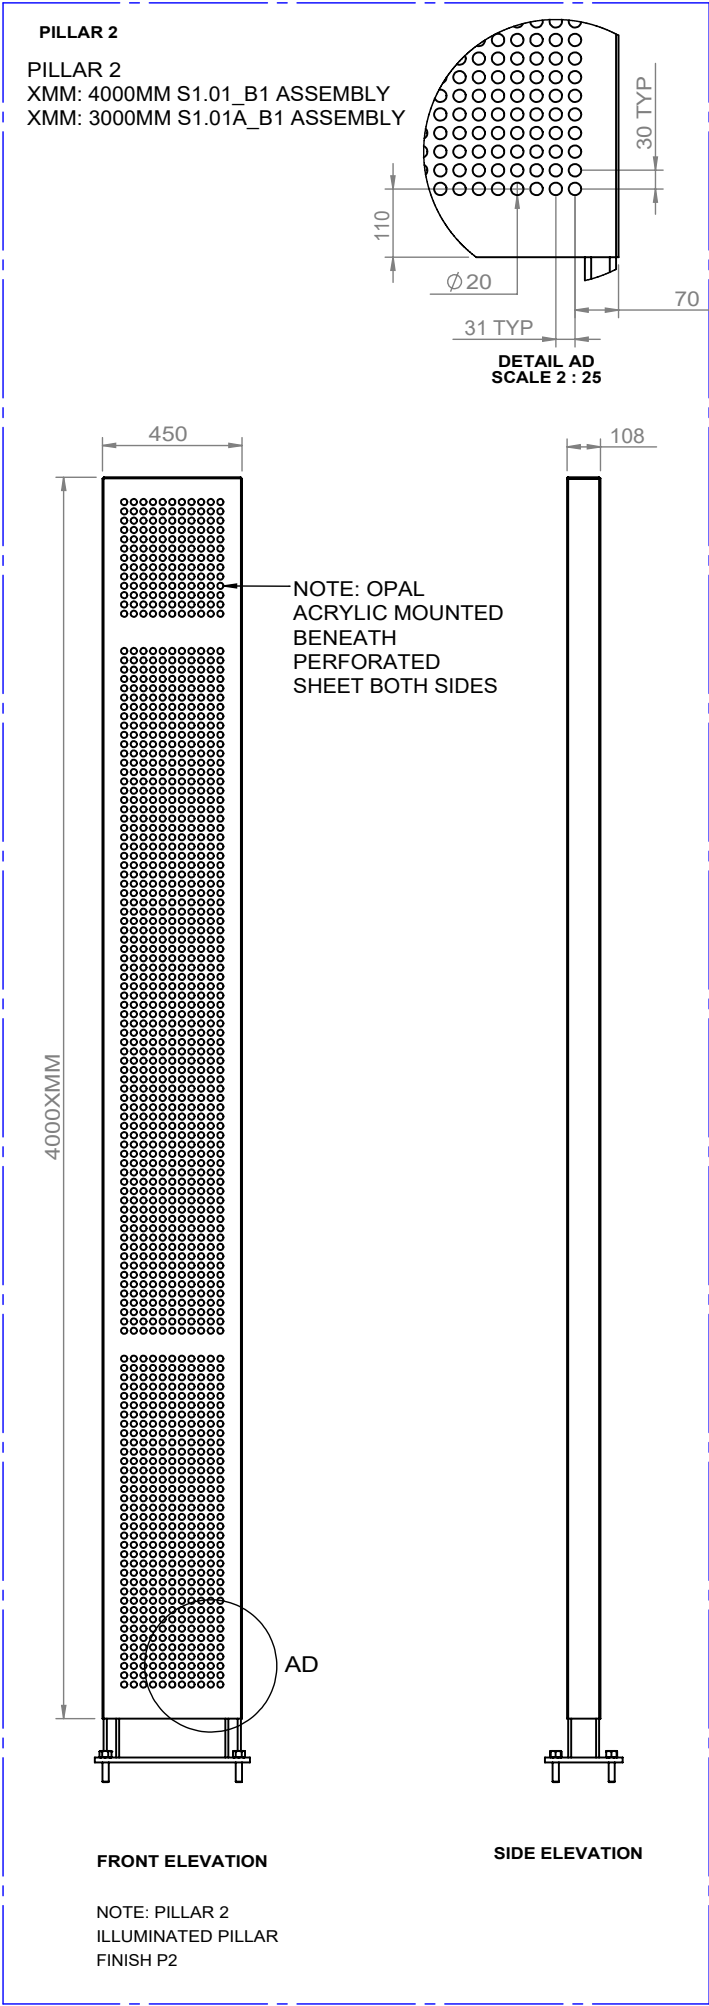 PILLAR 2
PILLAR 2
XMM: 4000MM S1.01_B1 ASSEMBLY
XMM: 3000MM S1.01A_B1 ASSEMBLY
30 TYP
110
Ø20
70
31 TYP
DETAIL AD
SCALE 2 : 25
450
108
NOTE: OPAL
ACRYLIC MOUNTED
BENEATH
PERFORATED
SHEET BOTH SIDES
4000XMM
AD
FRONT ELEVATION
SIDE ELEVATION
NOTE: PILLAR 2
ILLUMINATED PILLAR
FINISH P2